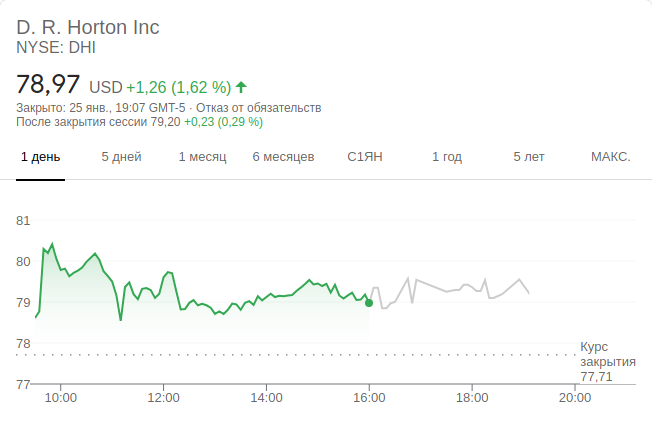 D. R. Horton Inc
NYSE: DHI
78,97 USD +1,26 (1,62 %)
Закрыто: 25 янв., 19:07 GMT-5 · Отказ от обязательств
После закрытия сессии 79,20 +0,23 (0,29 %)
1 день 5 дней 1 месяц 6 месяцев С1ЯН 1 год 5 лет МАКС.
81
80
79
78
Курс
закрытия
77,71
77
10:00 12:00 14:00 16:00 18:00 20:00